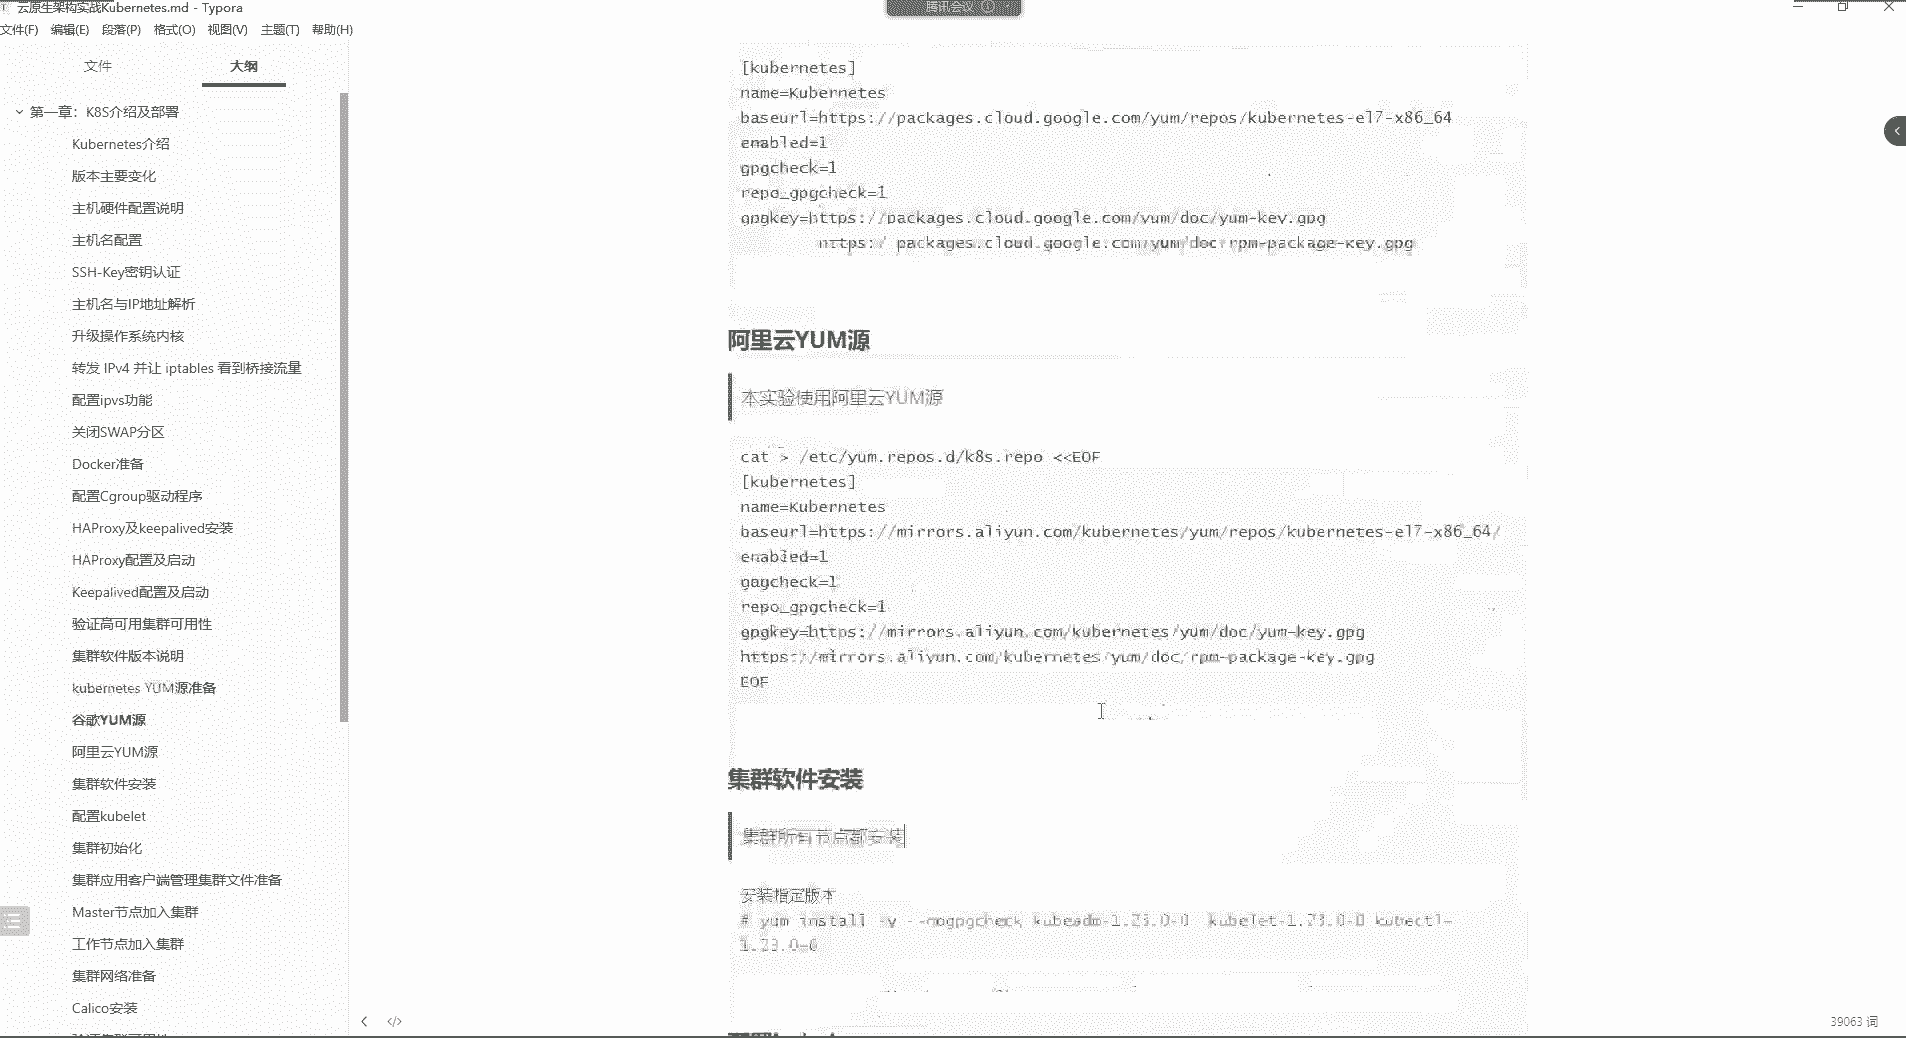 云原生架构实战Kubernetes.md - Typora
腾讯会议
文件(F) 编辑(E) 段落(P) 格式(O) 视图(V) 主题(T) 帮助(H)
文件 大纲
第一章：K8S介绍及部署
Kubernetes介绍
版本主要变化
主机硬件配置说明
主机名配置
SSH-Key密钥认证
主机名与IP地址解析
升级操作系统内核
转发 IPv4 并让 iptables 看到桥接流量
配置ipvs功能
关闭SWAP分区
Docker准备
配置Cgroup驱动程序
HAProxy及keepalived安装
HAProxy配置及启动
Keepalived配置及启动
验证高可用集群可用性
集群软件版本说明
kubernetes YUM源准备
谷歌YUM源
阿里云YUM源
集群软件安装
配置kubelet
集群初始化
集群应用客户端管理集群文件准备
Master节点加入集群
工作节点加入集群
集群网络准备
Calico安装
[kubernetes]
name=Kubernetes
baseurl=https://packages.cloud.google.com/yum/repos/kubernetes-el7-x86_64
enabled=1
gpgcheck=1
repo_gpgcheck=1
gpgkey=https://packages.cloud.google.com/yum/doc/yum-key.gpg
https:/ packages.cloud.google.com/yum/doc/rpm-package-key.gpg
阿里云YUM源
本实验使用阿里云YUM源
cat > /etc/yum.repos.d/k8s.repo <<EOF
[kubernetes]
name=Kubernetes
baseurl=https://mirrors.aliyun.com/kubernetes/yum/repos/kubernetes-el7-x86_64/
enabled=1
gpgcheck=1
repo_gpgcheck=1
gpgkey=https://mirrors.aliyun.com/kubernetes/yum/doc/yum-key.gpg
https://mirrors.aliyun.com/kubernetes/yum/doc/rpm-package-key.gpg
EOF
集群软件安装
集群所有节点都安装
安装指定版本
# yum install -y --nogpgcheck kubeadm-1.23.0-0 kubelet-1.23.0-0 kubectl-
1.23.0-0
39063 词